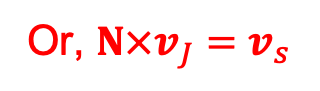 Or, N×v_J = v_s